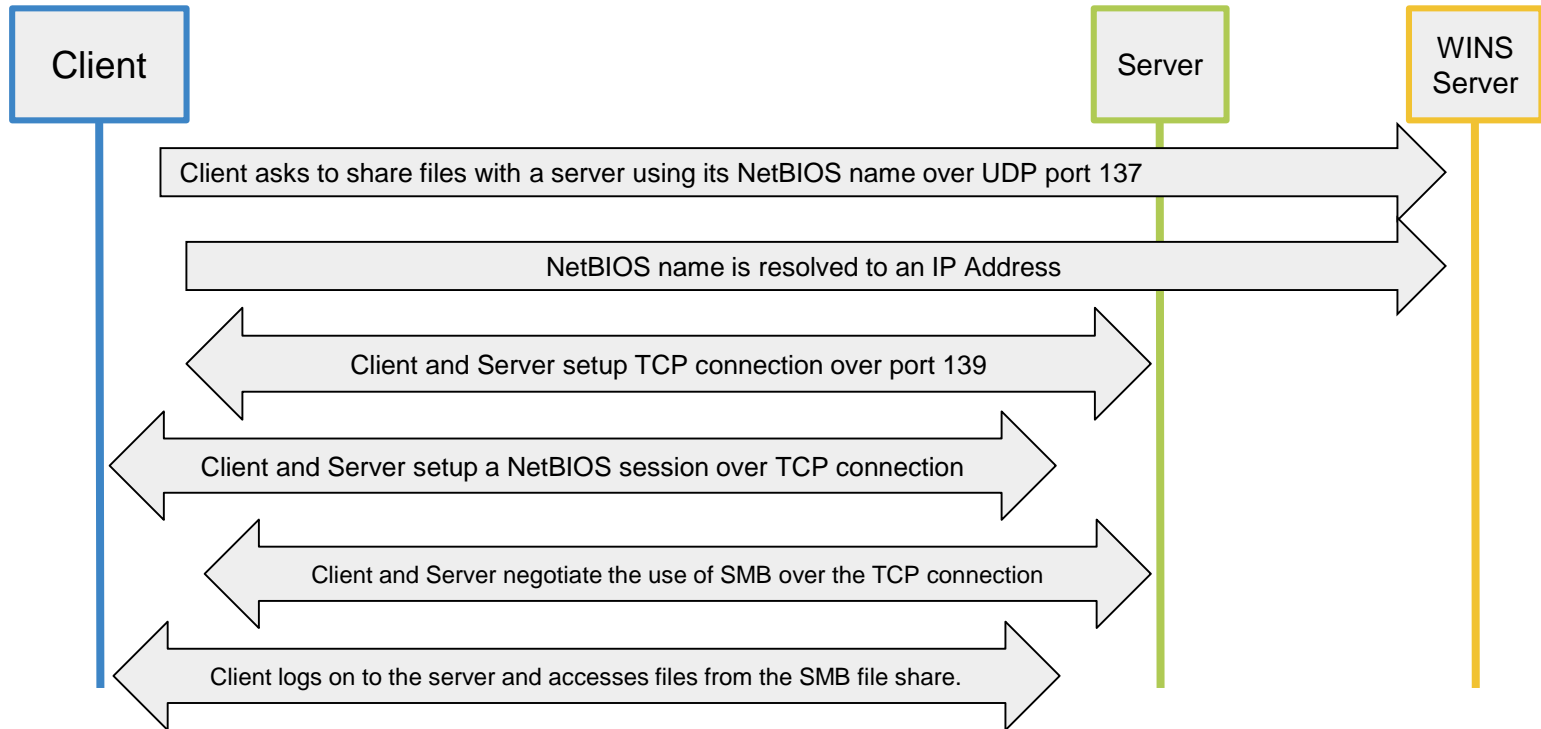 Client
Server
WINS
Server
Client asks to share files with a server using its NetBIOS name over UDP port 137
NetBIOS name is resolved to an IP Address
Client and Server setup TCP connection over port 139
Client and Server setup a NetBIOS session over TCP connection
Client and Server negotiate the use of SMB over the TCP connection
Client logs on to the server and accesses files from the SMB file share.